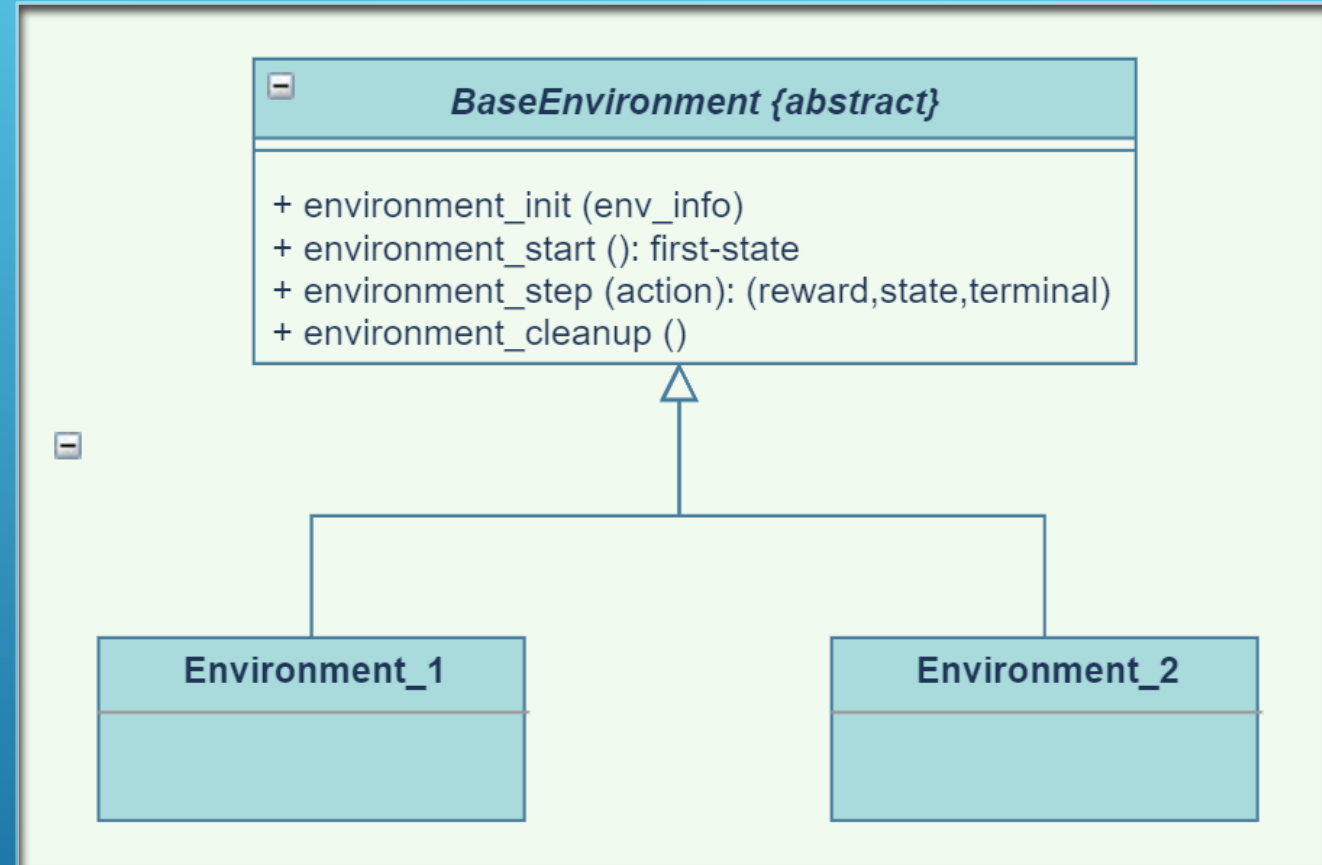 BaseEnvironment {abstract}
+ environment_init (env_info)
+ environment_start (): first-state
+ environment_step (action): (reward,state,terminal)
+ environment_cleanup ()
Environment_1
Environment_2